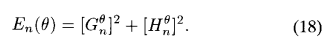 E_n(θ) = [G_n^θ]^2 + [H_n^θ]^2. (18)